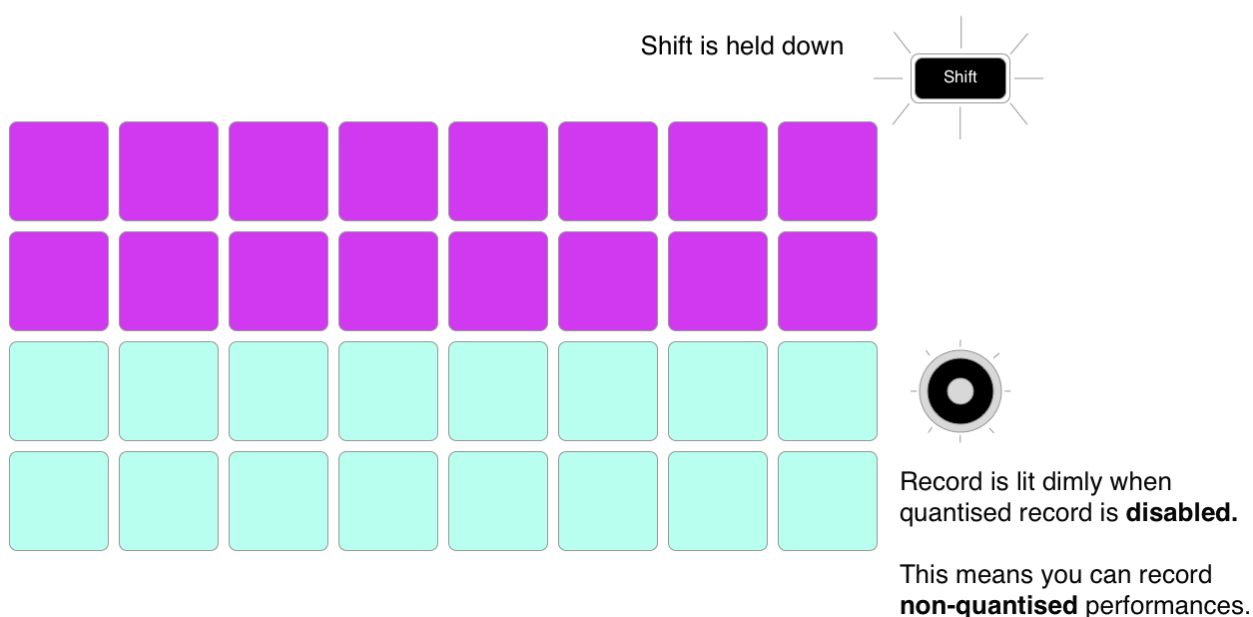 Shift is held down
Shift
Record is lit dimly when
quantised record is disabled.
This means you can record
non-quantised performances.